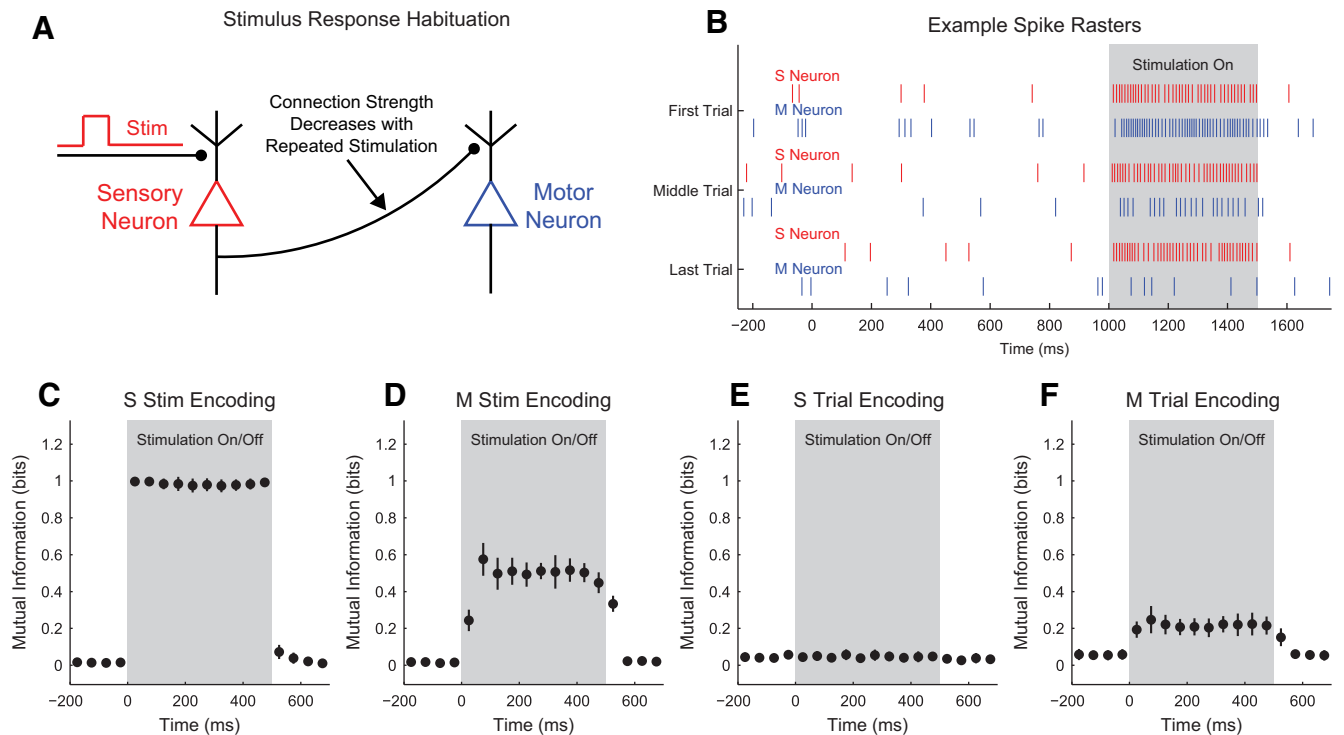 A
Stimulus Response Habituation
Stim
Connection Strength
Decreases with
Repeated Stimulation
Sensory
Neuron
Motor
Neuron
B
Example Spike Rasters
Stimulation On
S Neuron
First Trial
M Neuron
S Neuron
Middle Trial
M Neuron
S Neuron
Last Trial
M Neuron
−200 0 200 400 600 800 1000 1200 1400 1600
Time (ms)
C
S Stim Encoding
Stimulation On/Off
Mutual Information (bits)
1.2
1
0.8
0.6
0.4
0.2
0
−200 0 200 400 600
Time (ms)
D
M Stim Encoding
Stimulation On/Off
Mutual Information (bits)
1.2
1
0.8
0.6
0.4
0.2
0
−200 0 200 400 600
Time (ms)
E
S Trial Encoding
Stimulation On/Off
Mutual Information (bits)
1.2
1
0.8
0.6
0.4
0.2
0
−200 0 200 400 600
Time (ms)
F
M Trial Encoding
Stimulation On/Off
Mutual Information (bits)
1.2
1
0.8
0.6
0.4
0.2
0
−200 0 200 400 600
Time (ms)